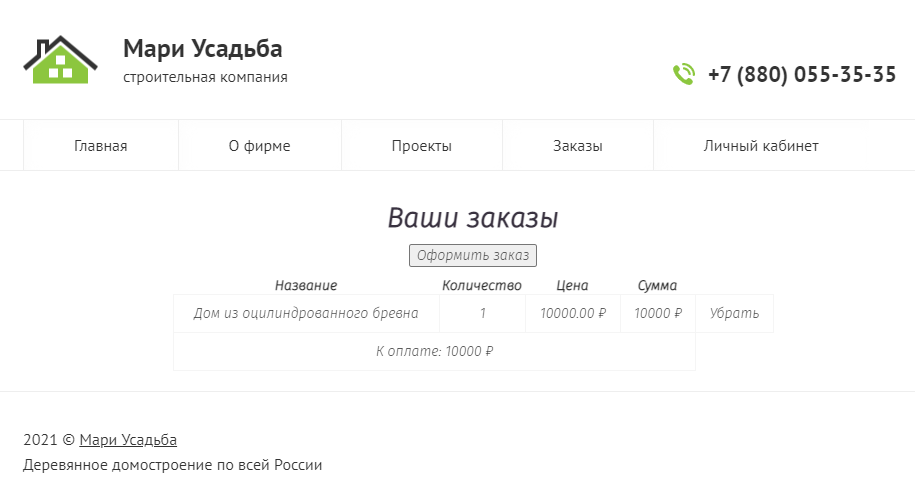 Мари Усадьба
строительная компания
+7 (880) 055-35-35
Главная О фирме Проекты Заказы Личный кабинет
Ваши заказы
Оформить заказ
Название Количество Цена Сумма
Дом из оцилиндрованного бревна 1 10000.00 ₽ 10000 ₽ Убрать
К оплате: 10000 ₽
2021 © Мари Усадьба
Деревянное домостроение по всей России